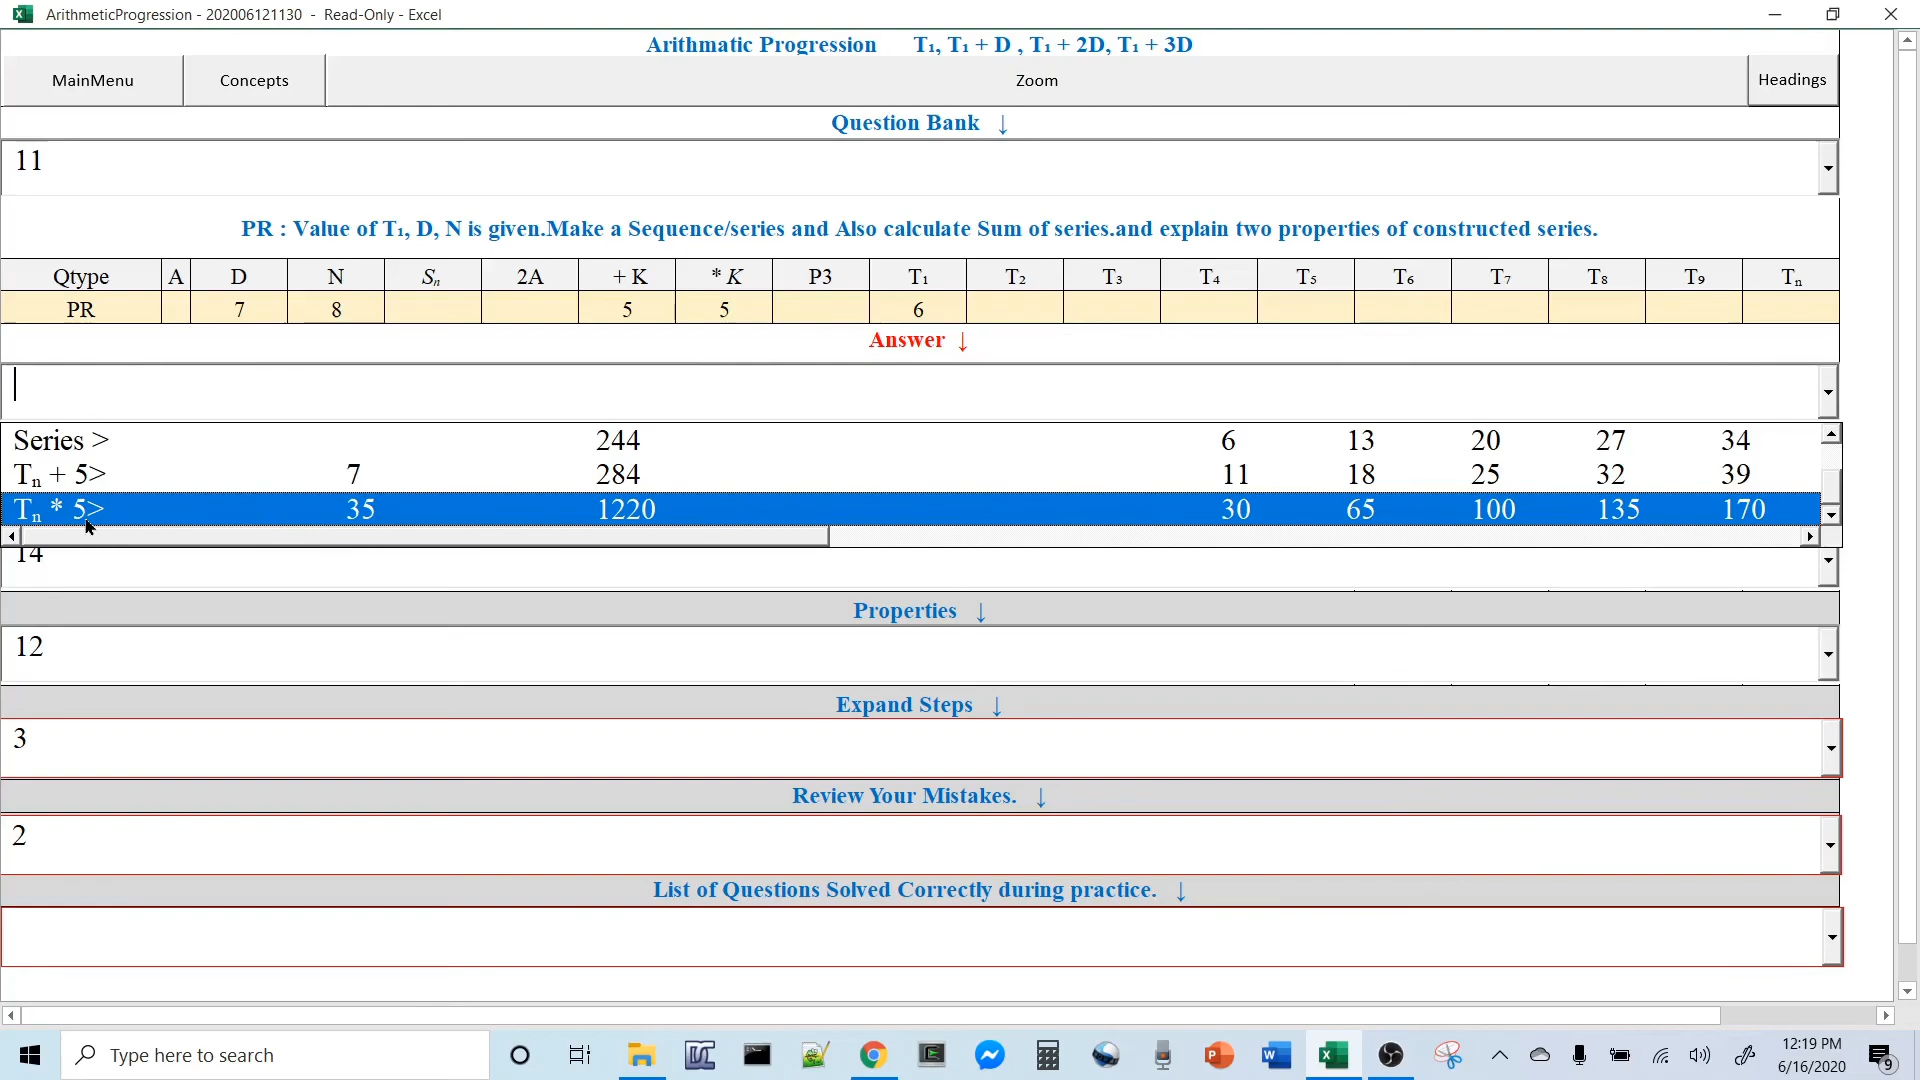 ArithmeticProgression - 202006121130 - Read-Only - Excel
Arithmatic Progression T₁, T₁ + D , T₁ + 2D, T₁ + 3D
MainMenu Concepts Zoom Headings
Question Bank ↓
11
PR : Value of T₁, D, N is given.Make a Sequence/series and Also calculate Sum of series.and explain two properties of constructed series.
Qtype A D N Sₙ 2A + K * K P3 T₁ T₂ T₃ T₄ T₅ T₆ T₇ T₈ T₉ Tₙ
PR 7 8 5 5 6
Answer ↓
Series > 244 6 13 20 27 34
Tₙ + 5> 7 284 11 18 25 32 39
Tₙ * 5> 35 1220 30 65 100 135 170
14
Properties ↓
12
Expand Steps ↓
3
Review Your Mistakes. ↓
2
List of Questions Solved Correctly during practice. ↓
Type here to search
12:19 PM
6/16/2020
9